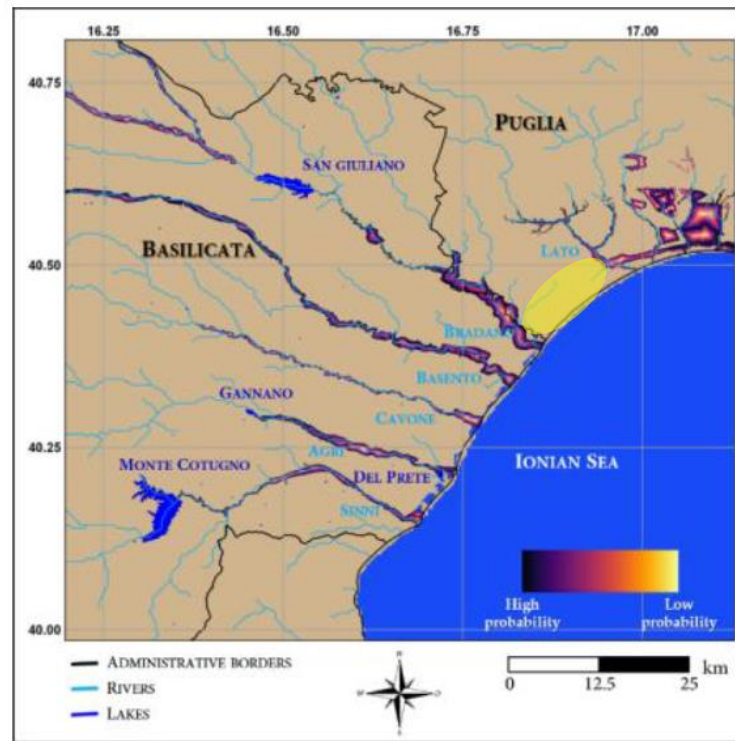 16.25 16.50 16.75 17.00
40.75
PUGLIA
SAN GIULIANO
BASILICATA
LATO
40.50
BRADANO
BASENTO
GANNANO
CAVONE
40.25
AGRI
MONTE COTUGNO
DEL PRETE
IONIAN SEA
SINNI
High probability
Low probability
40.00
ADMINISTRATIVE BORDERS
RIVERS
LAKES
km
0 12.5 25